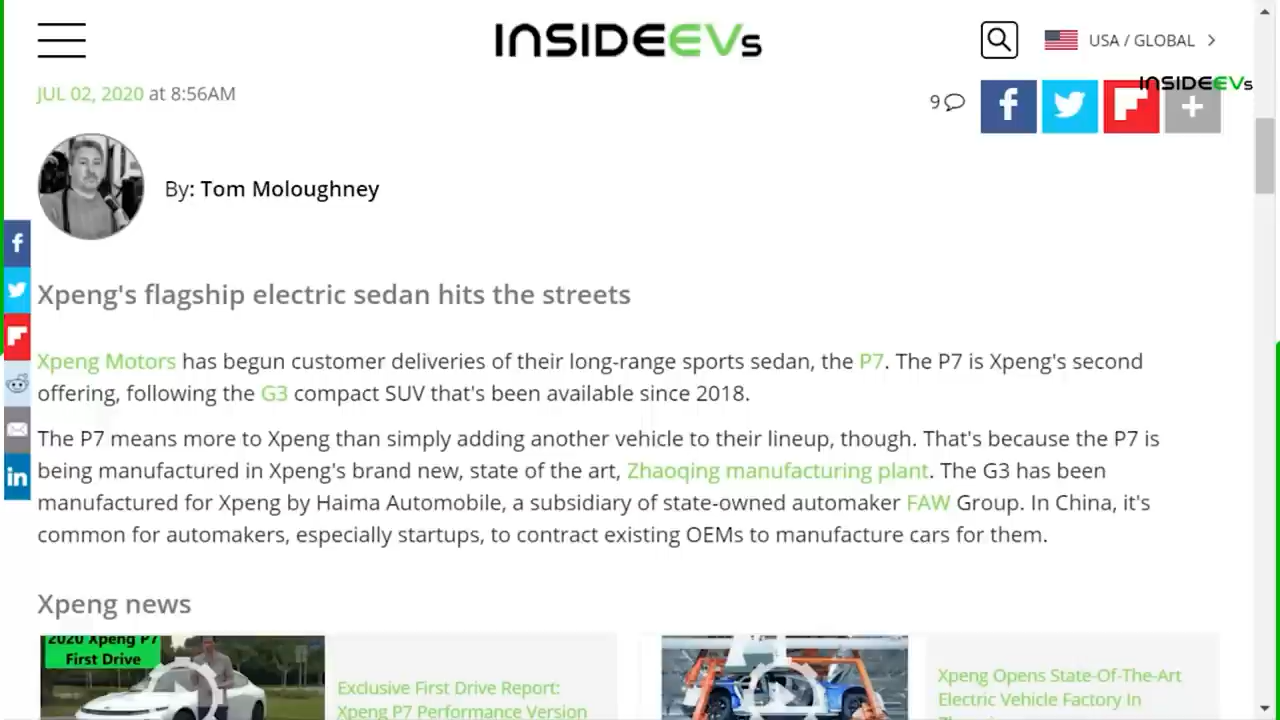 INSIDEEVs
USA / GLOBAL
JUL 02, 2020 at 8:56AM
9
INSIDEEVs
By: Tom Moloughney
Xpeng's flagship electric sedan hits the streets
Xpeng Motors has begun customer deliveries of their long-range sports sedan, the P7. The P7 is Xpeng's second
offering, following the G3 compact SUV that's been available since 2018.
The P7 means more to Xpeng than simply adding another vehicle to their lineup, though. That's because the P7 is
being manufactured in Xpeng's brand new, state of the art, Zhaoqing manufacturing plant. The G3 has been
manufactured for Xpeng by Haima Automobile, a subsidiary of state-owned automaker FAW Group. In China, it's
common for automakers, especially startups, to contract existing OEMs to manufacture cars for them.
Xpeng news
2020 Xpeng P7
First Drive
Exclusive First Drive Report:
Xpeng P7 Performance Version
Xpeng Opens State-Of-The-Art
Electric Vehicle Factory In